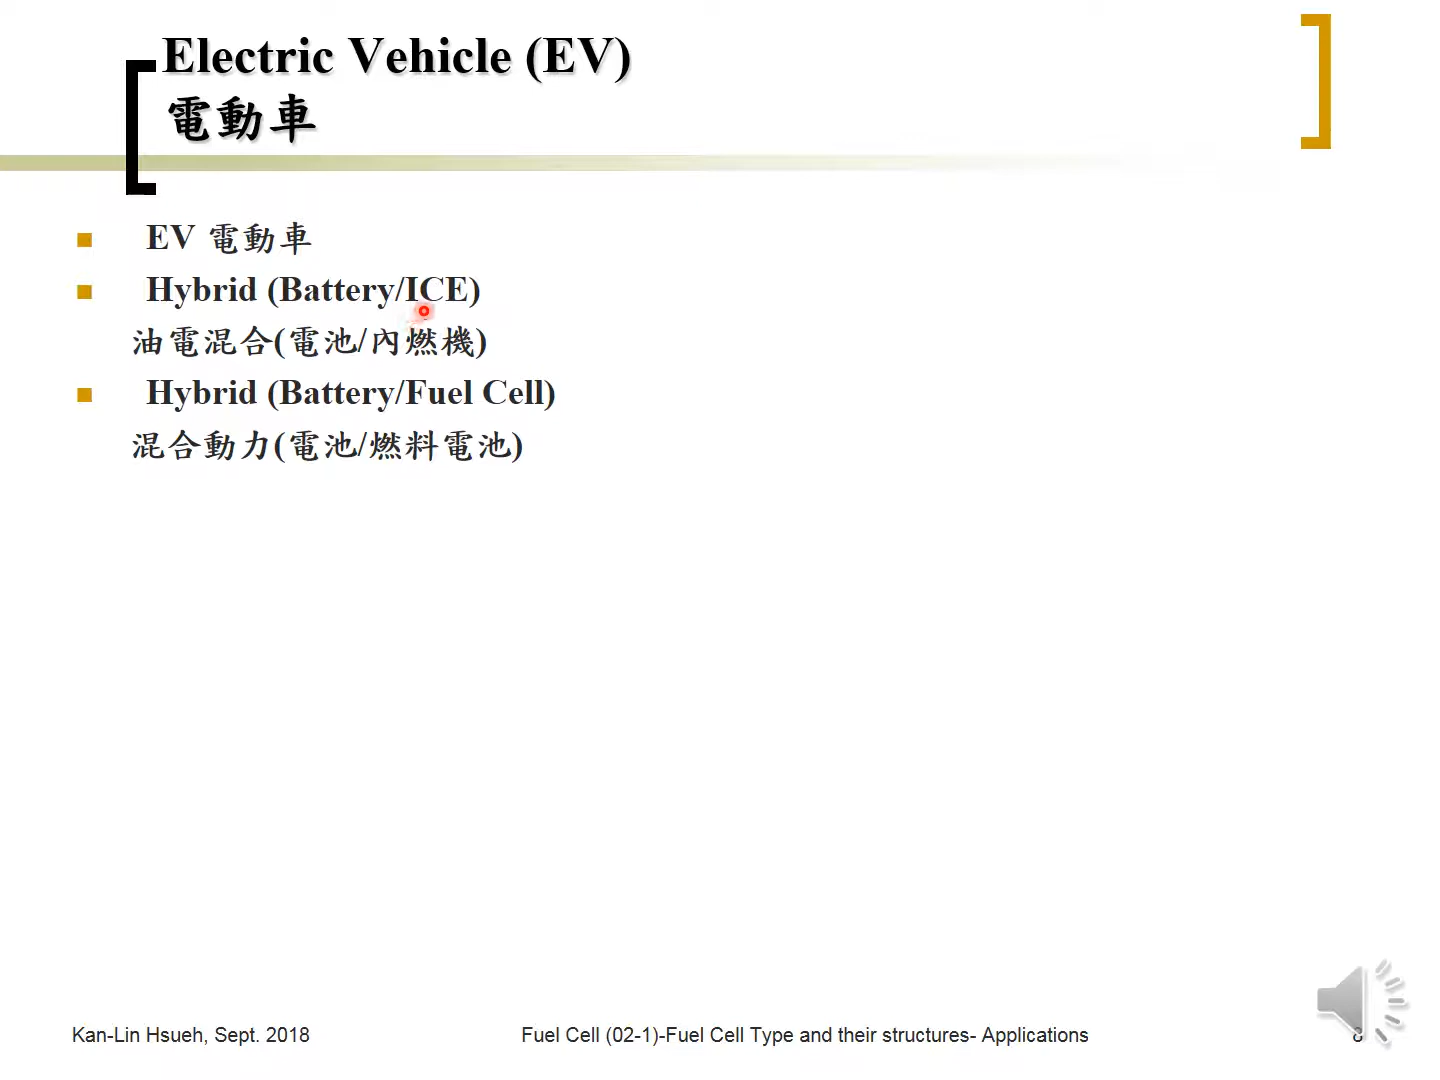 Electric Vehicle (EV)
電動車
EV 電動車
Hybrid (Battery/ICE)
油電混合(電池/內燃機)
Hybrid (Battery/Fuel Cell)
混合動力(電池/燃料電池)
Kan-Lin Hsueh, Sept. 2018
Fuel Cell (02-1)-Fuel Cell Type and their structures- Applications
8